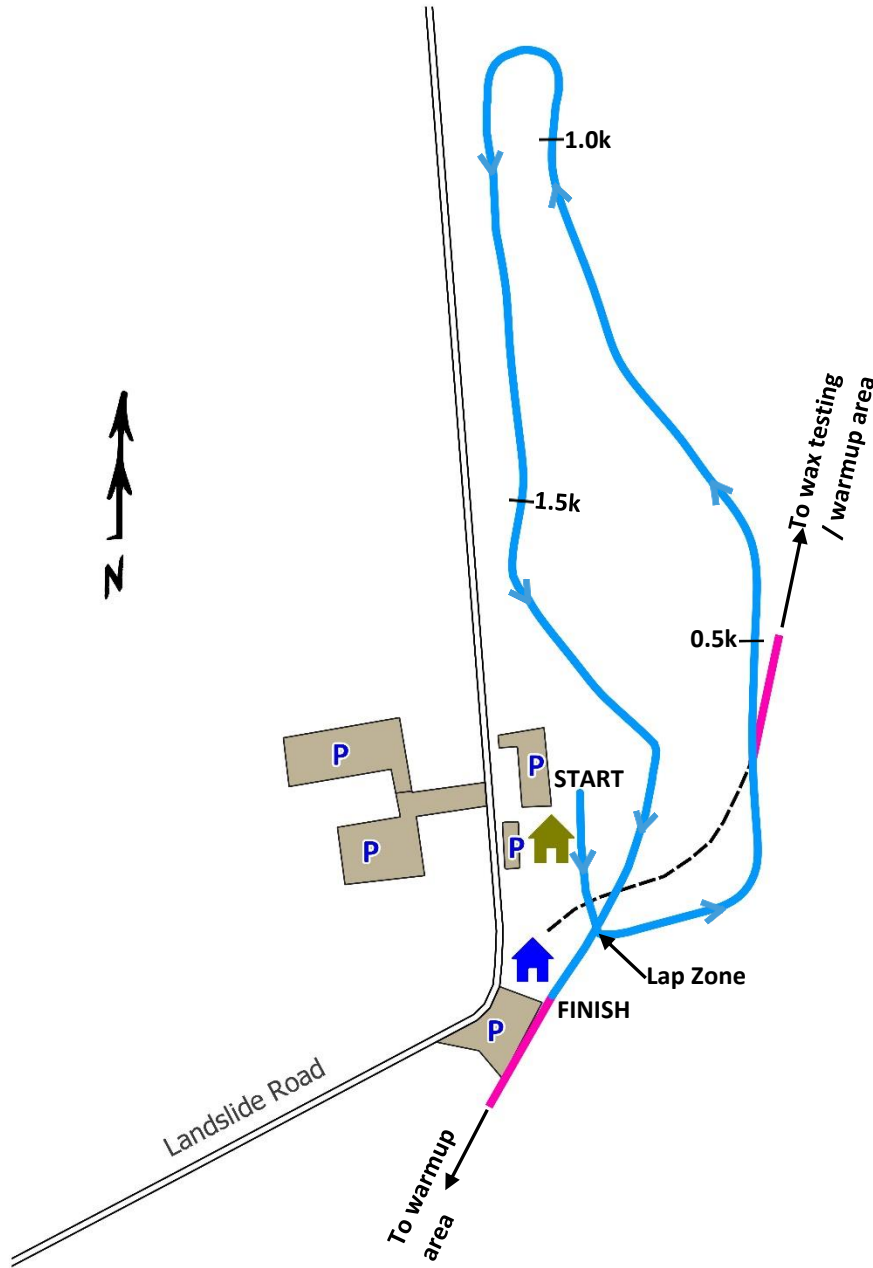 1.0k
To wax testing
/ warmup area
1.5k
N
0.5k
P
P
START
P
P
Lap Zone
FINISH
P
Landslide Road
To warmup
area